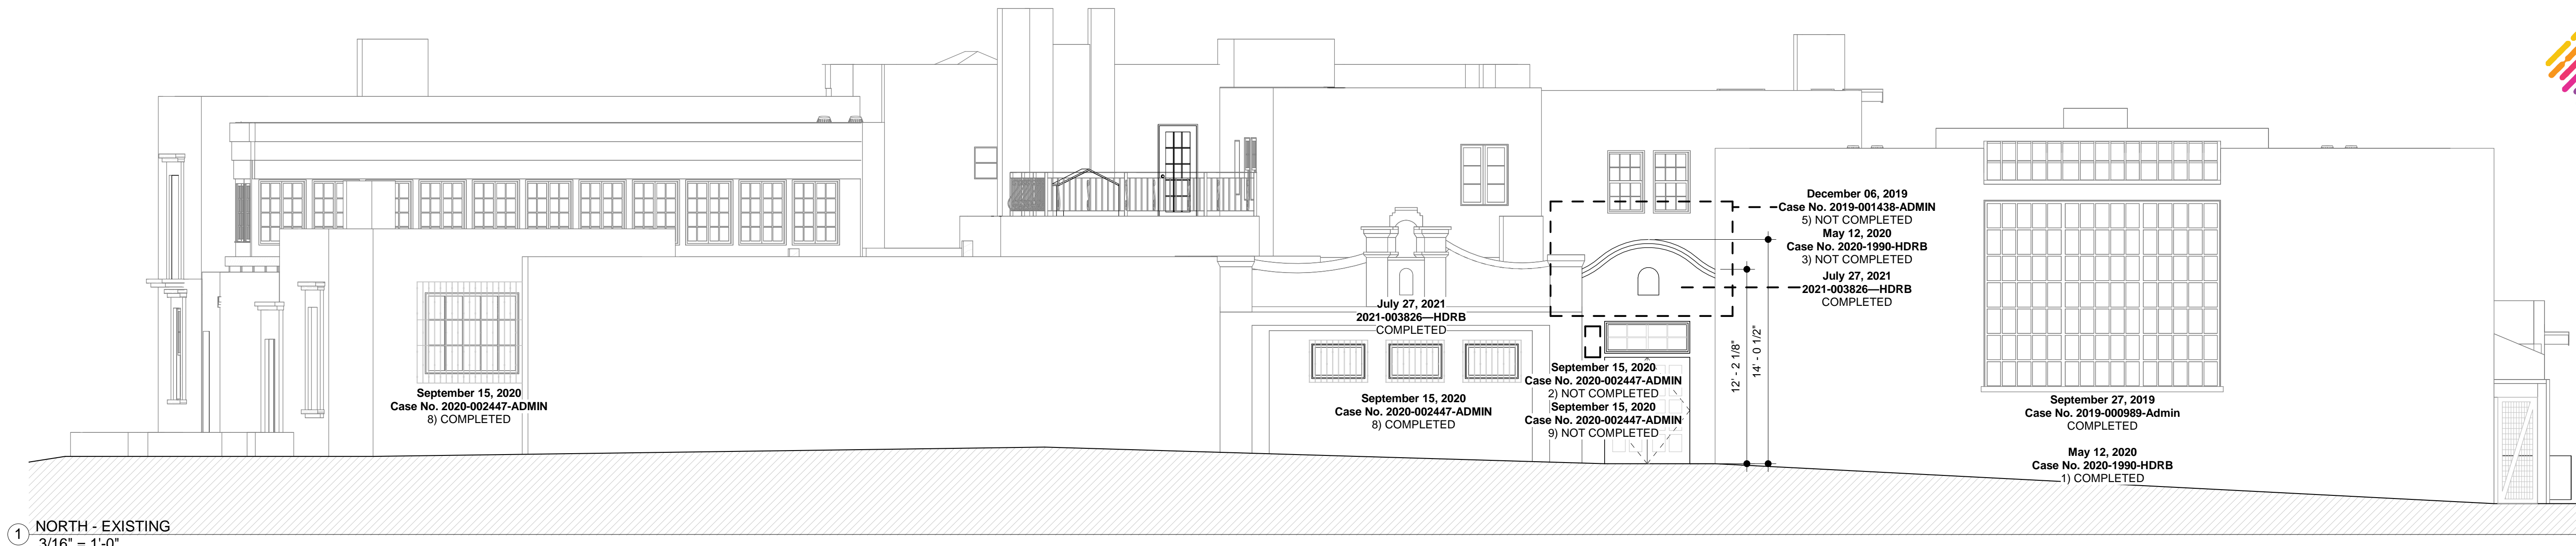 December 06, 2019
Case No. 2019-001438-ADMIN
5) NOT COMPLETED
May 12, 2020
Case No. 2020-1990-HDRB
3) NOT COMPLETED
July 27, 2021
2021-003826—HDRB
COMPLETED
July 27, 2021
2021-003826—HDRB
COMPLETED
12' - 2 1/8"
14' - 0 1/2"
September 15, 2020
Case No. 2020-002447-ADMIN
8) COMPLETED
September 15, 2020
Case No. 2020-002447-ADMIN
8) COMPLETED
September 15, 2020
Case No. 2020-002447-ADMIN
2) NOT COMPLETED
September 15, 2020
Case No. 2020-002447-ADMIN
9) NOT COMPLETED
September 27, 2019
Case No. 2019-000989-Admin
COMPLETED
May 12, 2020
Case No. 2020-1990-HDRB
1) COMPLETED
1 NORTH - EXISTING
3/16" = 1'-0"